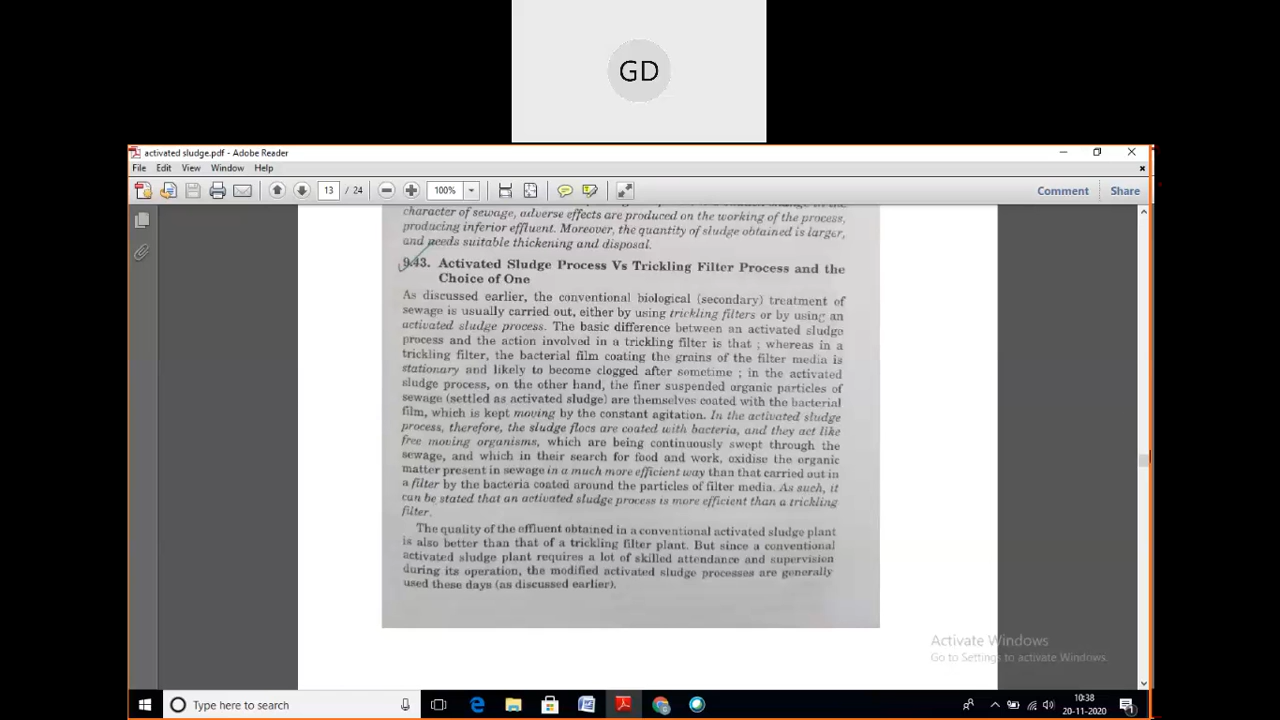 GD
activated sludge.pdf - Adobe Reader
File Edit View Window Help
13 / 24 100% Comment Share
character of sewage, adverse effects are produced on the working of the process,
producing inferior effluent. Moreover, the quantity of sludge obtained is larger,
and needs suitable thickening and disposal.
9.43. Activated Sludge Process Vs Trickling Filter Process and the
Choice of One
As discussed earlier, the conventional biological (secondary) treatment of
sewage is usually carried out, either by using trickling filters or by using an
activated sludge process. The basic difference between an activated sludge
process and the action involved in a trickling filter is that ; whereas in a
trickling filter, the bacterial film coating the grains of the filter media is
stationary and likely to become clogged after sometime ; in the activated
sludge process, on the other hand, the finer suspended organic particles of
sewage (settled as activated sludge) are themselves coated with the bacterial
film, which is kept moving by the constant agitation. In the activated sludge
process, therefore, the sludge flocs are coated with bacteria, and they act like
free moving organisms, which are being continuously swept through the
sewage, and which in their search for food and work, oxidise the organic
matter present in sewage in a much more efficient way than that carried out in
a filter by the bacteria coated around the particles of filter media. As such, it
can be stated that an activated sludge process is more efficient than a trickling
filter.
The quality of the effluent obtained in a conventional activated sludge plant
is also better than that of a trickling filter plant. But since a conventional
activated sludge plant requires a lot of skilled attendance and supervision
during its operation, the modified activated sludge processes are generally
used these days (as discussed earlier).
Activate Windows
Go to Settings to activate Windows.
Type here to search
10:38
20-11-2020